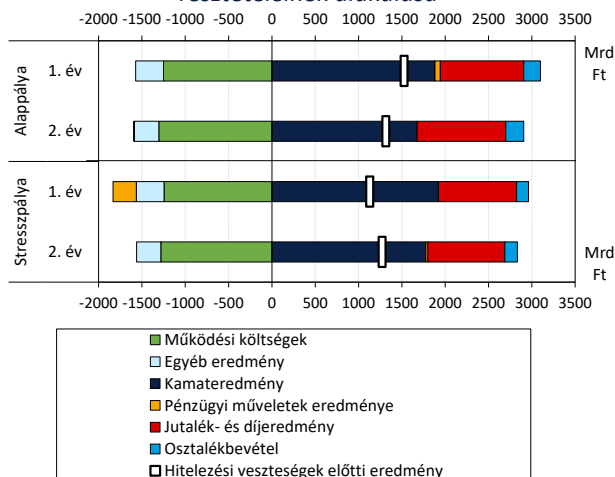 -2000 -1500 -1000 -500 0 500 1000 1500 2000 2500 3000 3500
Mrd
Ft
Alappálya
1. év
2. év
Stresszpálya
1. év
2. év
Mrd
Ft
-2000 -1500 -1000 -500 0 500 1000 1500 2000 2500 3000 3500
Működési költségek
Egyéb eredmény
Kamateredmény
Pénzügyi műveletek eredménye
Jutalék- és díjeredmény
Osztalékbevétel
Hitelezési veszteségek előtti eredmény